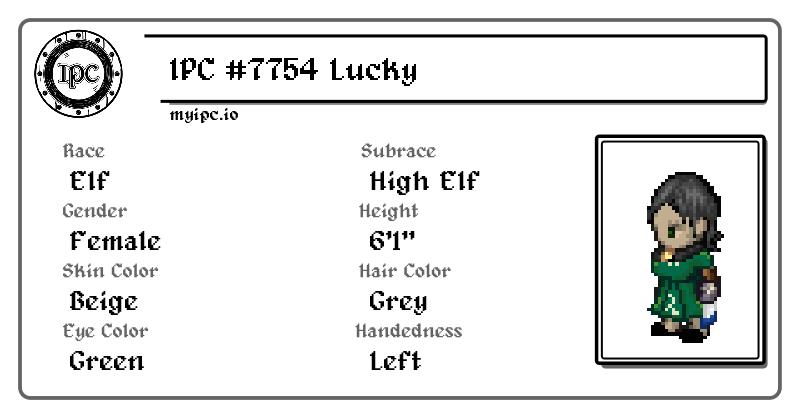 IPC
IPC #7754 Lucky
myipc.io
Race
Elf
Subrace
High Elf
Gender
Female
Height
6'1"
Skin Color
Beige
Hair Color
Grey
Eye Color
Green
Handedness
Left